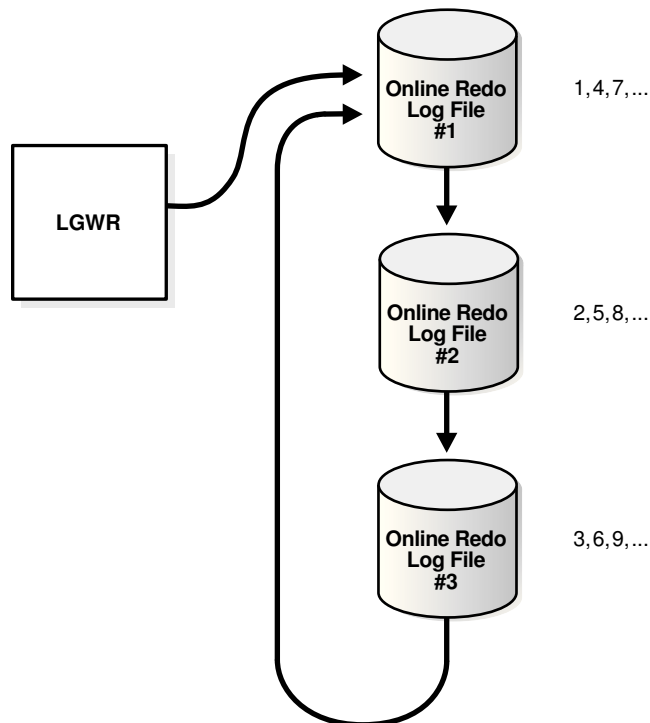 Online Redo
Log File
#1
1,4,7,...
LGWR
Online Redo
Log File
#2
2,5,8,...
Online Redo
Log File
#3
3,6,9,...